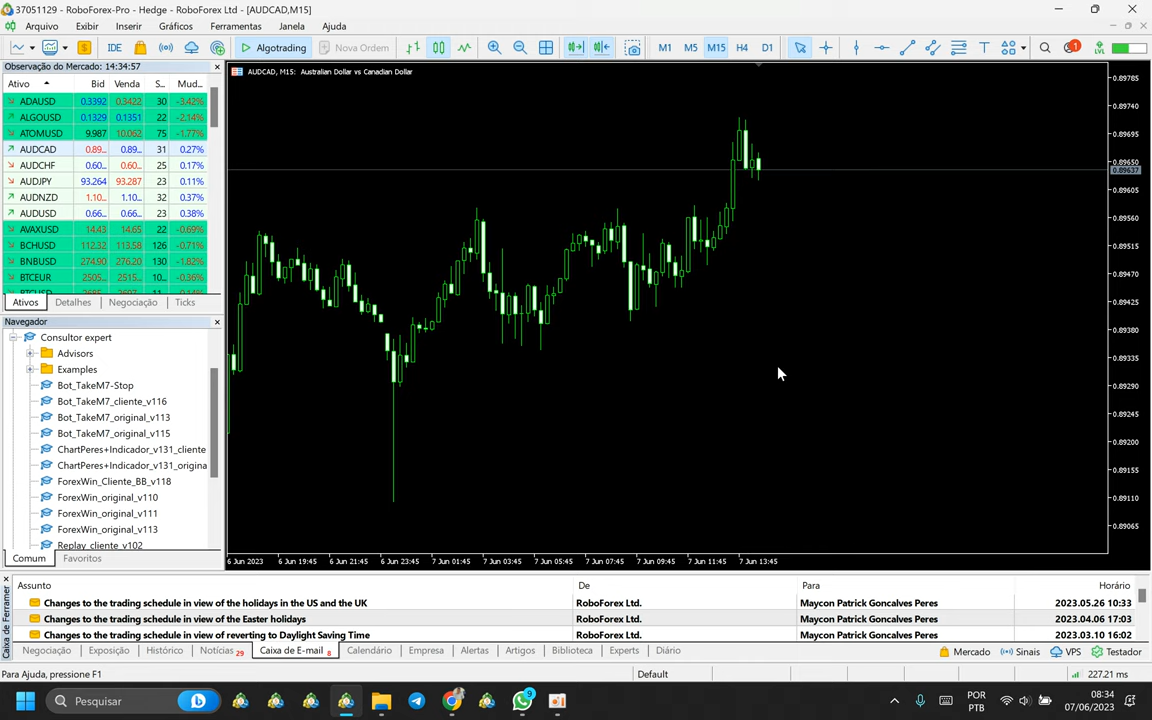 37051129 - RoboForex-Pro - Hedge - RoboForex Ltd - [AUDCAD,M15]
Arquivo Exibir Inserir Gráficos Ferramentas Janela Ajuda
IDE Algotrading Nova Ordem M1 M5 M15 H4 D1 1 LVL
Observação do Mercado: 14:34:57
Ativo Bid Venda S... Mud...
ADAUSD 0.3392 0.3422 30 -3.42%
ALGOUSD 0.1329 0.1351 22 -2.14%
ATOMUSD 9.987 10.062 75 -1.77%
AUDCAD 0.89... 0.89... 31 0.27%
AUDCHF 0.60... 0.60... 25 0.17%
AUDJPY 93.264 93.287 23 0.11%
AUDNZD 1.10... 1.10... 32 0.37%
AUDUSD 0.66... 0.66... 23 0.38%
AVAXUSD 14.43 14.65 22 -0.69%
BCHUSD 112.32 113.58 126 -0.71%
BNBUSD 274.90 276.20 130 -1.82%
BTCEUR 2505... 2515... 10... -0.36%
Ativos Detalhes Negociação Ticks
Navegador
Consultor expert
Advisors
Examples
Bot_TakeM7-Stop
Bot_TakeM7_cliente_v116
Bot_TakeM7_original_v113
Bot_TakeM7_original_v115
ChartPeres+Indicador_v131_cliente
ChartPeres+Indicador_v131_origina
ForexWin_Cliente_BB_v118
ForexWin_original_v110
ForexWin_original_v111
ForexWin_original_v113
Replay_cliente_v102
Comum Favoritos
AUDCAD, M15: Australian Dollar vs Canadian Dollar
0.89785
0.89740
0.89695
0.89650
0.89637
0.89605
0.89560
0.89515
0.89470
0.89425
0.89380
0.89335
0.89290
0.89245
0.89200
0.89155
0.89110
0.89065
6 Jun 2023 6 Jun 19:45 6 Jun 21:45 6 Jun 23:45 7 Jun 01:45 7 Jun 03:45 7 Jun 05:45 7 Jun 07:45 7 Jun 09:45 7 Jun 11:45 7 Jun 13:45
Caixa de Ferramer
Assunto De Para Horário
Changes to the trading schedule in view of the holidays in the US and the UK RoboForex Ltd. Maycon Patrick Goncalves Peres 2023.05.26 10:33
Changes to the trading schedule in view of the Easter holidays RoboForex Ltd. Maycon Patrick Goncalves Peres 2023.04.06 17:03
Changes to the trading schedule in view of reverting to Daylight Saving Time RoboForex Ltd. Maycon Patrick Goncalves Peres 2023.03.10 16:02
Negociação Exposição Histórico Notícias 29 Caixa de E-mail 8 Calendário Empresa Alertas Artigos Biblioteca Experts Diário Mercado Sinais VPS Testador
Para Ajuda, pressione F1 Default 227.21 ms
Pesquisar 9 POR PTB 08:34 07/06/2023